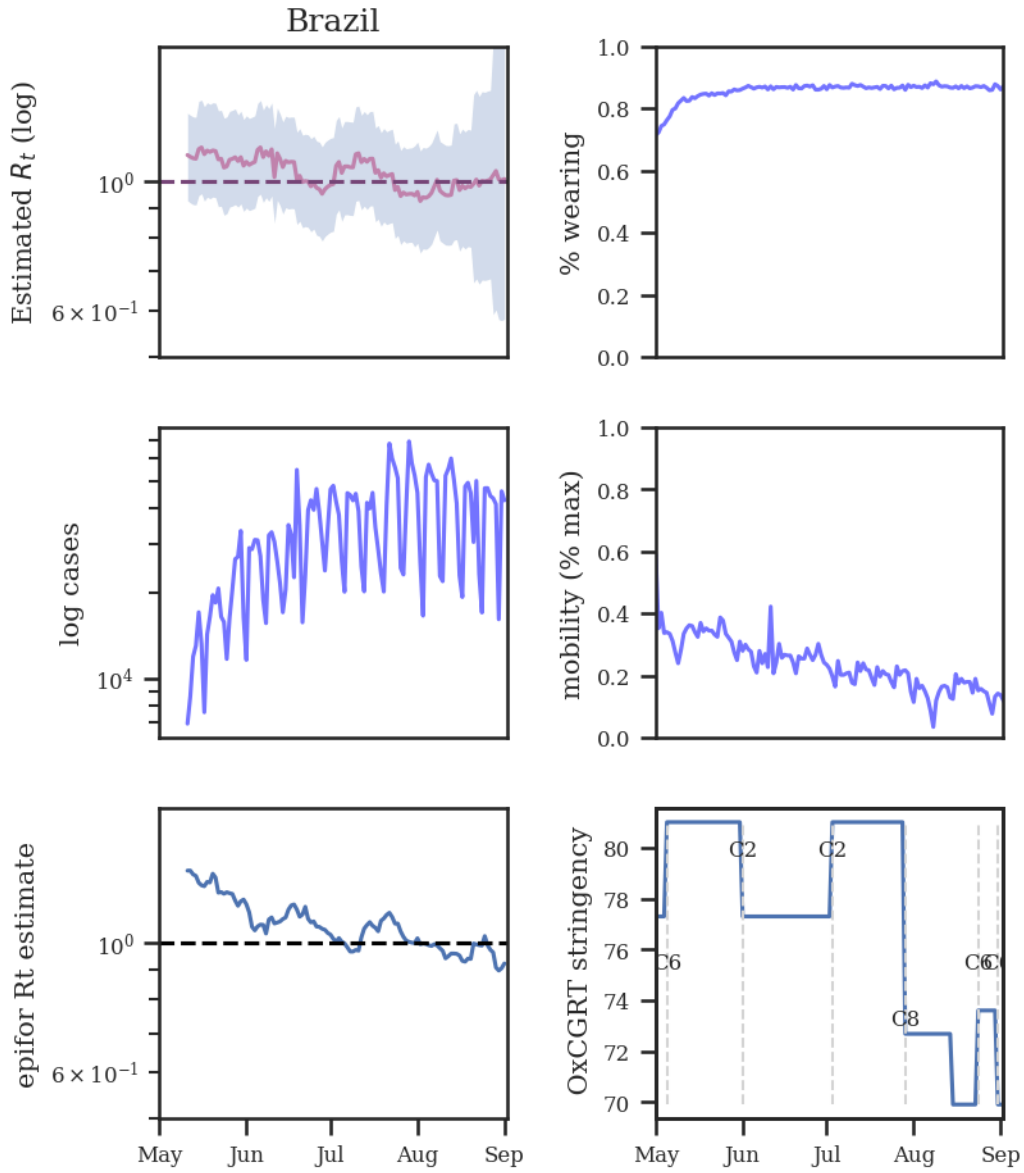 Brazil
Estimated R_t (log)
10^0
6 × 10^−1
% wearing
1.0
0.8
0.6
0.4
0.2
0.0
log cases
10^4
mobility (% max)
1.0
0.8
0.6
0.4
0.2
0.0
epifor Rt estimate
10^0
6 × 10^−1
May Jun Jul Aug Sep
OxCGRT stringency
80
78
76
74
72
70
C2 C2
C6 C6
C8
May Jun Jul Aug Sep